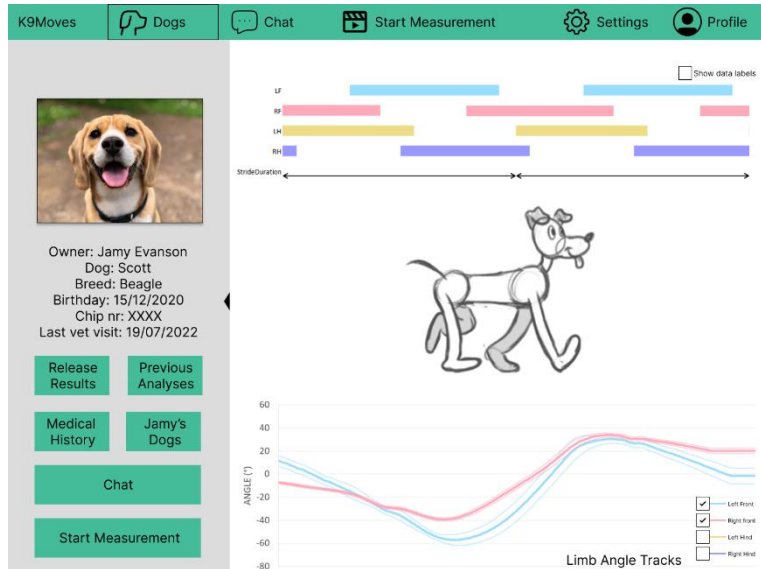 K9Moves
Dogs
Chat
Start Measurement
Settings
Profile
Owner: Jamy Evanson
Dog: Scott
Breed: Beagle
Birthday: 15/12/2020
Chip nr: XXXX
Last vet visit: 19/07/2022
Release
Results
Previous
Analyses
Medical
History
Jamy's
Dogs
Chat
Start Measurement
Show data labels
LF
RF
LH
RH
StrideDuration
60
40
20
0
-20
-40
-60
-80
ANGLE (°)
Left Front
Right front
Left Hind
Right Hind
Limb Angle Tracks